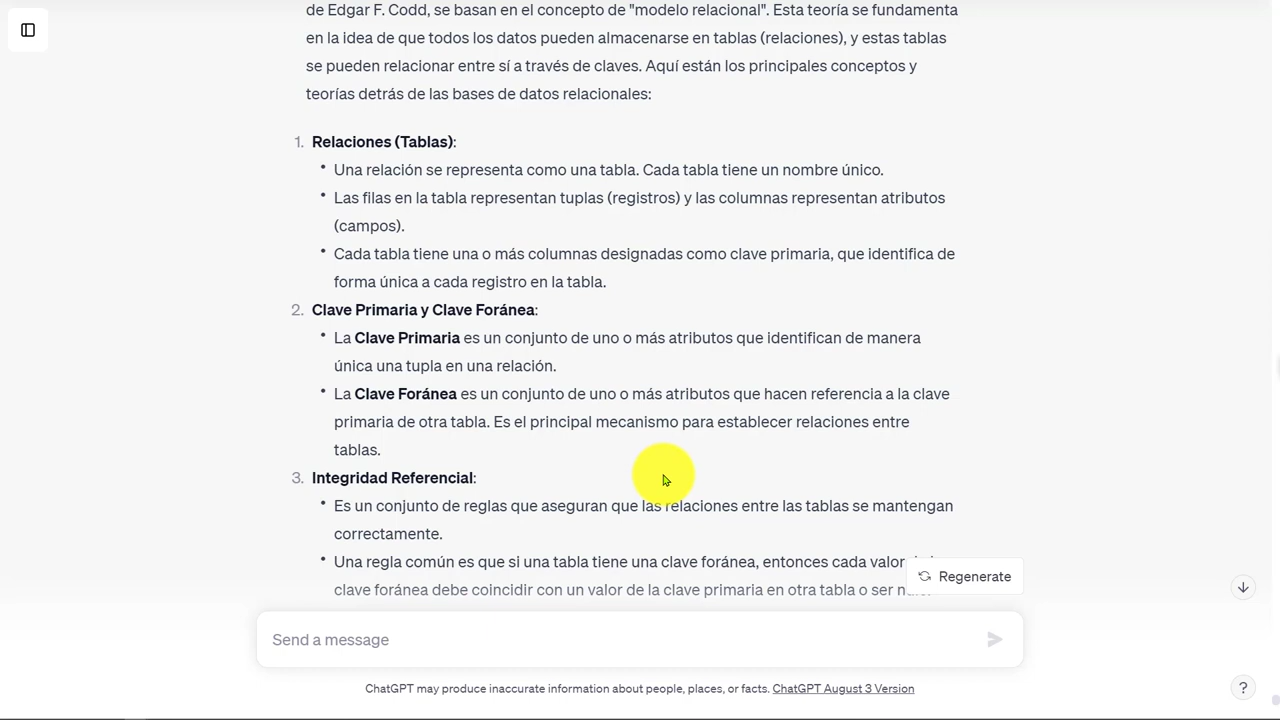 de Edgar F. Codd, se basan en el concepto de "modelo relacional". Esta teoría se fundamenta
en la idea de que todos los datos pueden almacenarse en tablas (relaciones), y estas tablas
se pueden relacionar entre sí a través de claves. Aquí están los principales conceptos y
teorías detrás de las bases de datos relacionales:
1. Relaciones (Tablas):
• Una relación se representa como una tabla. Cada tabla tiene un nombre único.
• Las filas en la tabla representan tuplas (registros) y las columnas representan atributos
(campos).
• Cada tabla tiene una o más columnas designadas como clave primaria, que identifica de
forma única a cada registro en la tabla.
2. Clave Primaria y Clave Foránea:
• La Clave Primaria es un conjunto de uno o más atributos que identifican de manera
única una tupla en una relación.
• La Clave Foránea es un conjunto de uno o más atributos que hacen referencia a la clave
primaria de otra tabla. Es el principal mecanismo para establecer relaciones entre
tablas.
3. Integridad Referencial:
• Es un conjunto de reglas que aseguran que las relaciones entre las tablas se mantengan
correctamente.
• Una regla común es que si una tabla tiene una clave foránea, entonces cada valor
Regenerate
clave foránea debe coincidir con un valor de la clave primaria en otra tabla o ser
Send a message
ChatGPT may produce inaccurate information about people, places, or facts. ChatGPT August 3 Version
?